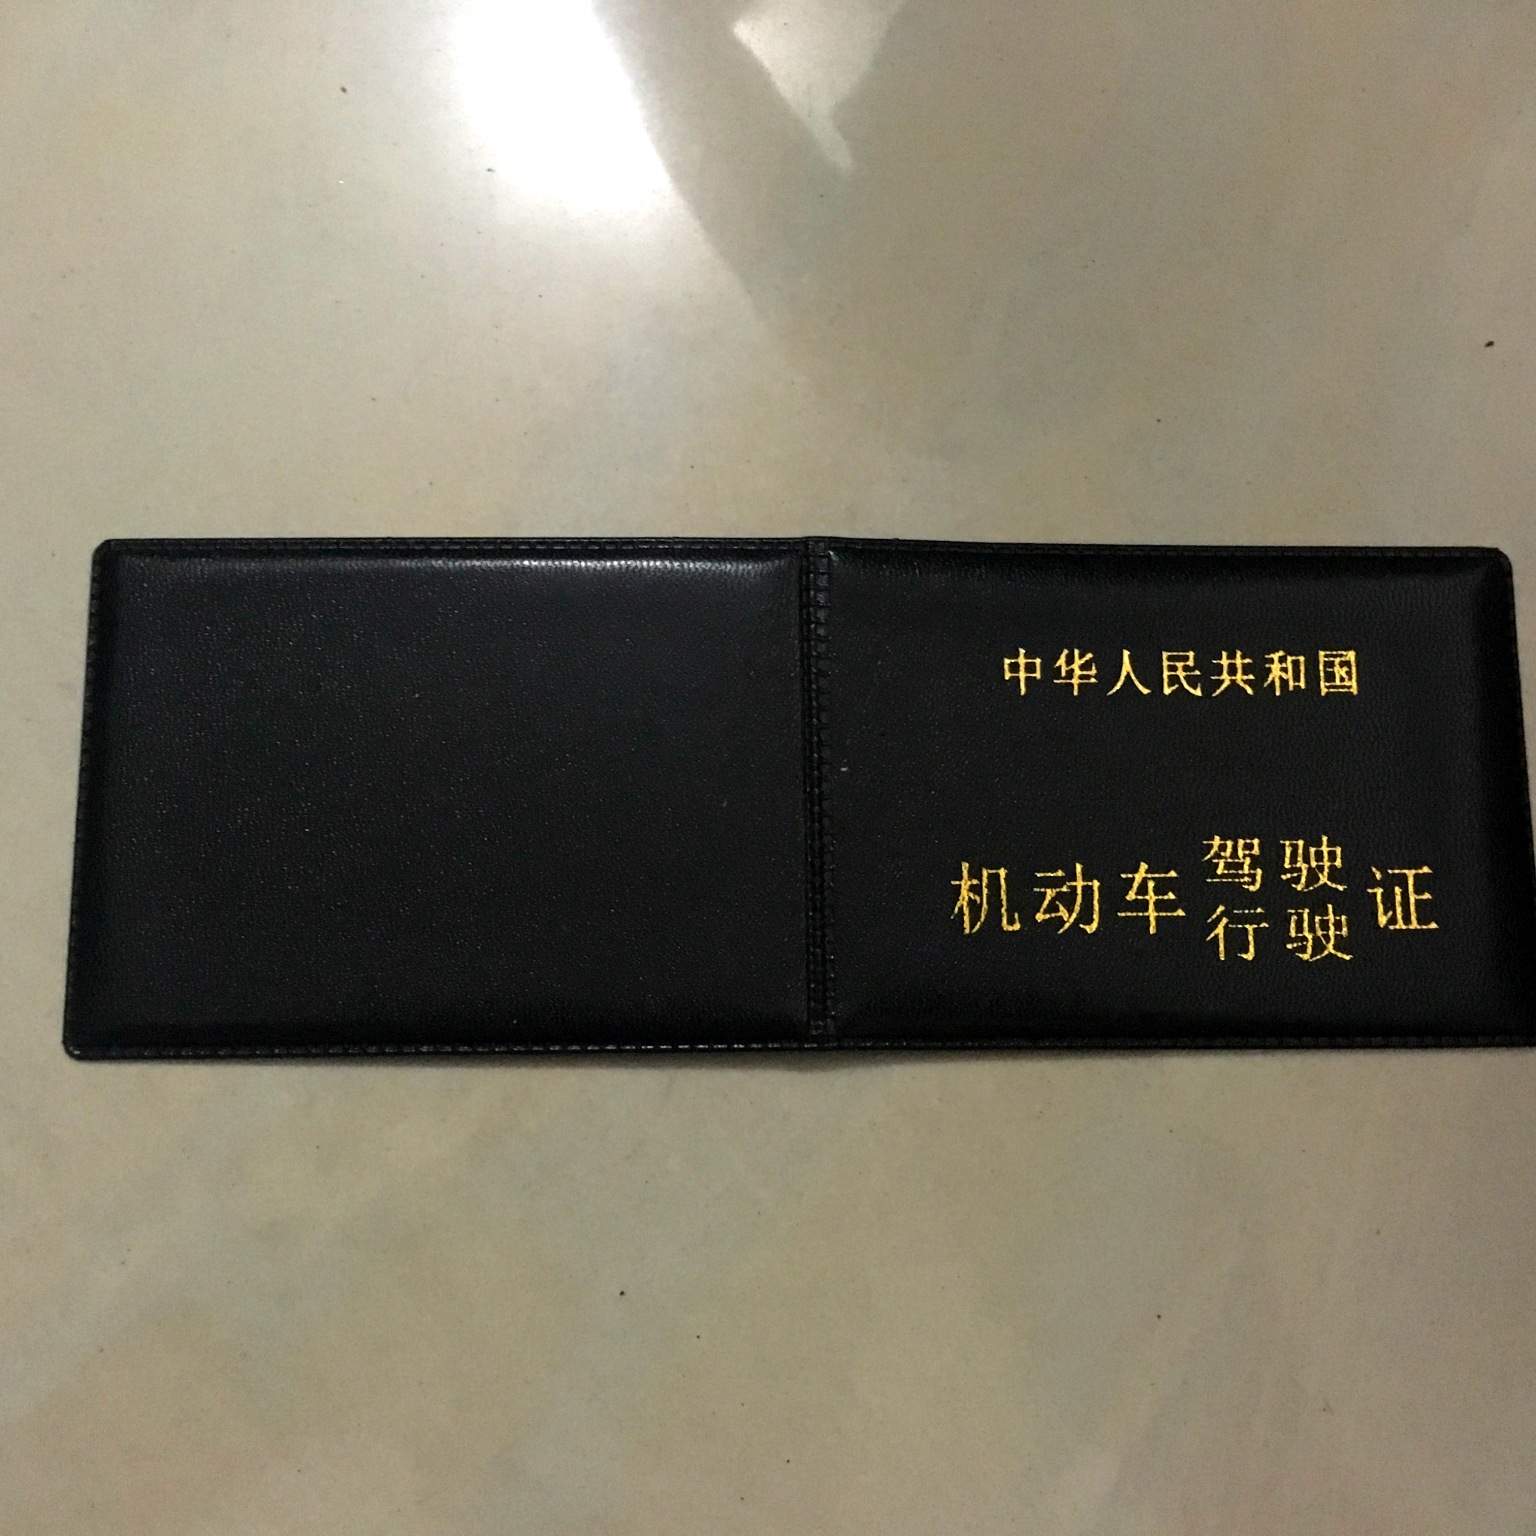 中华人民共和国
机动车驾驶证
行驶